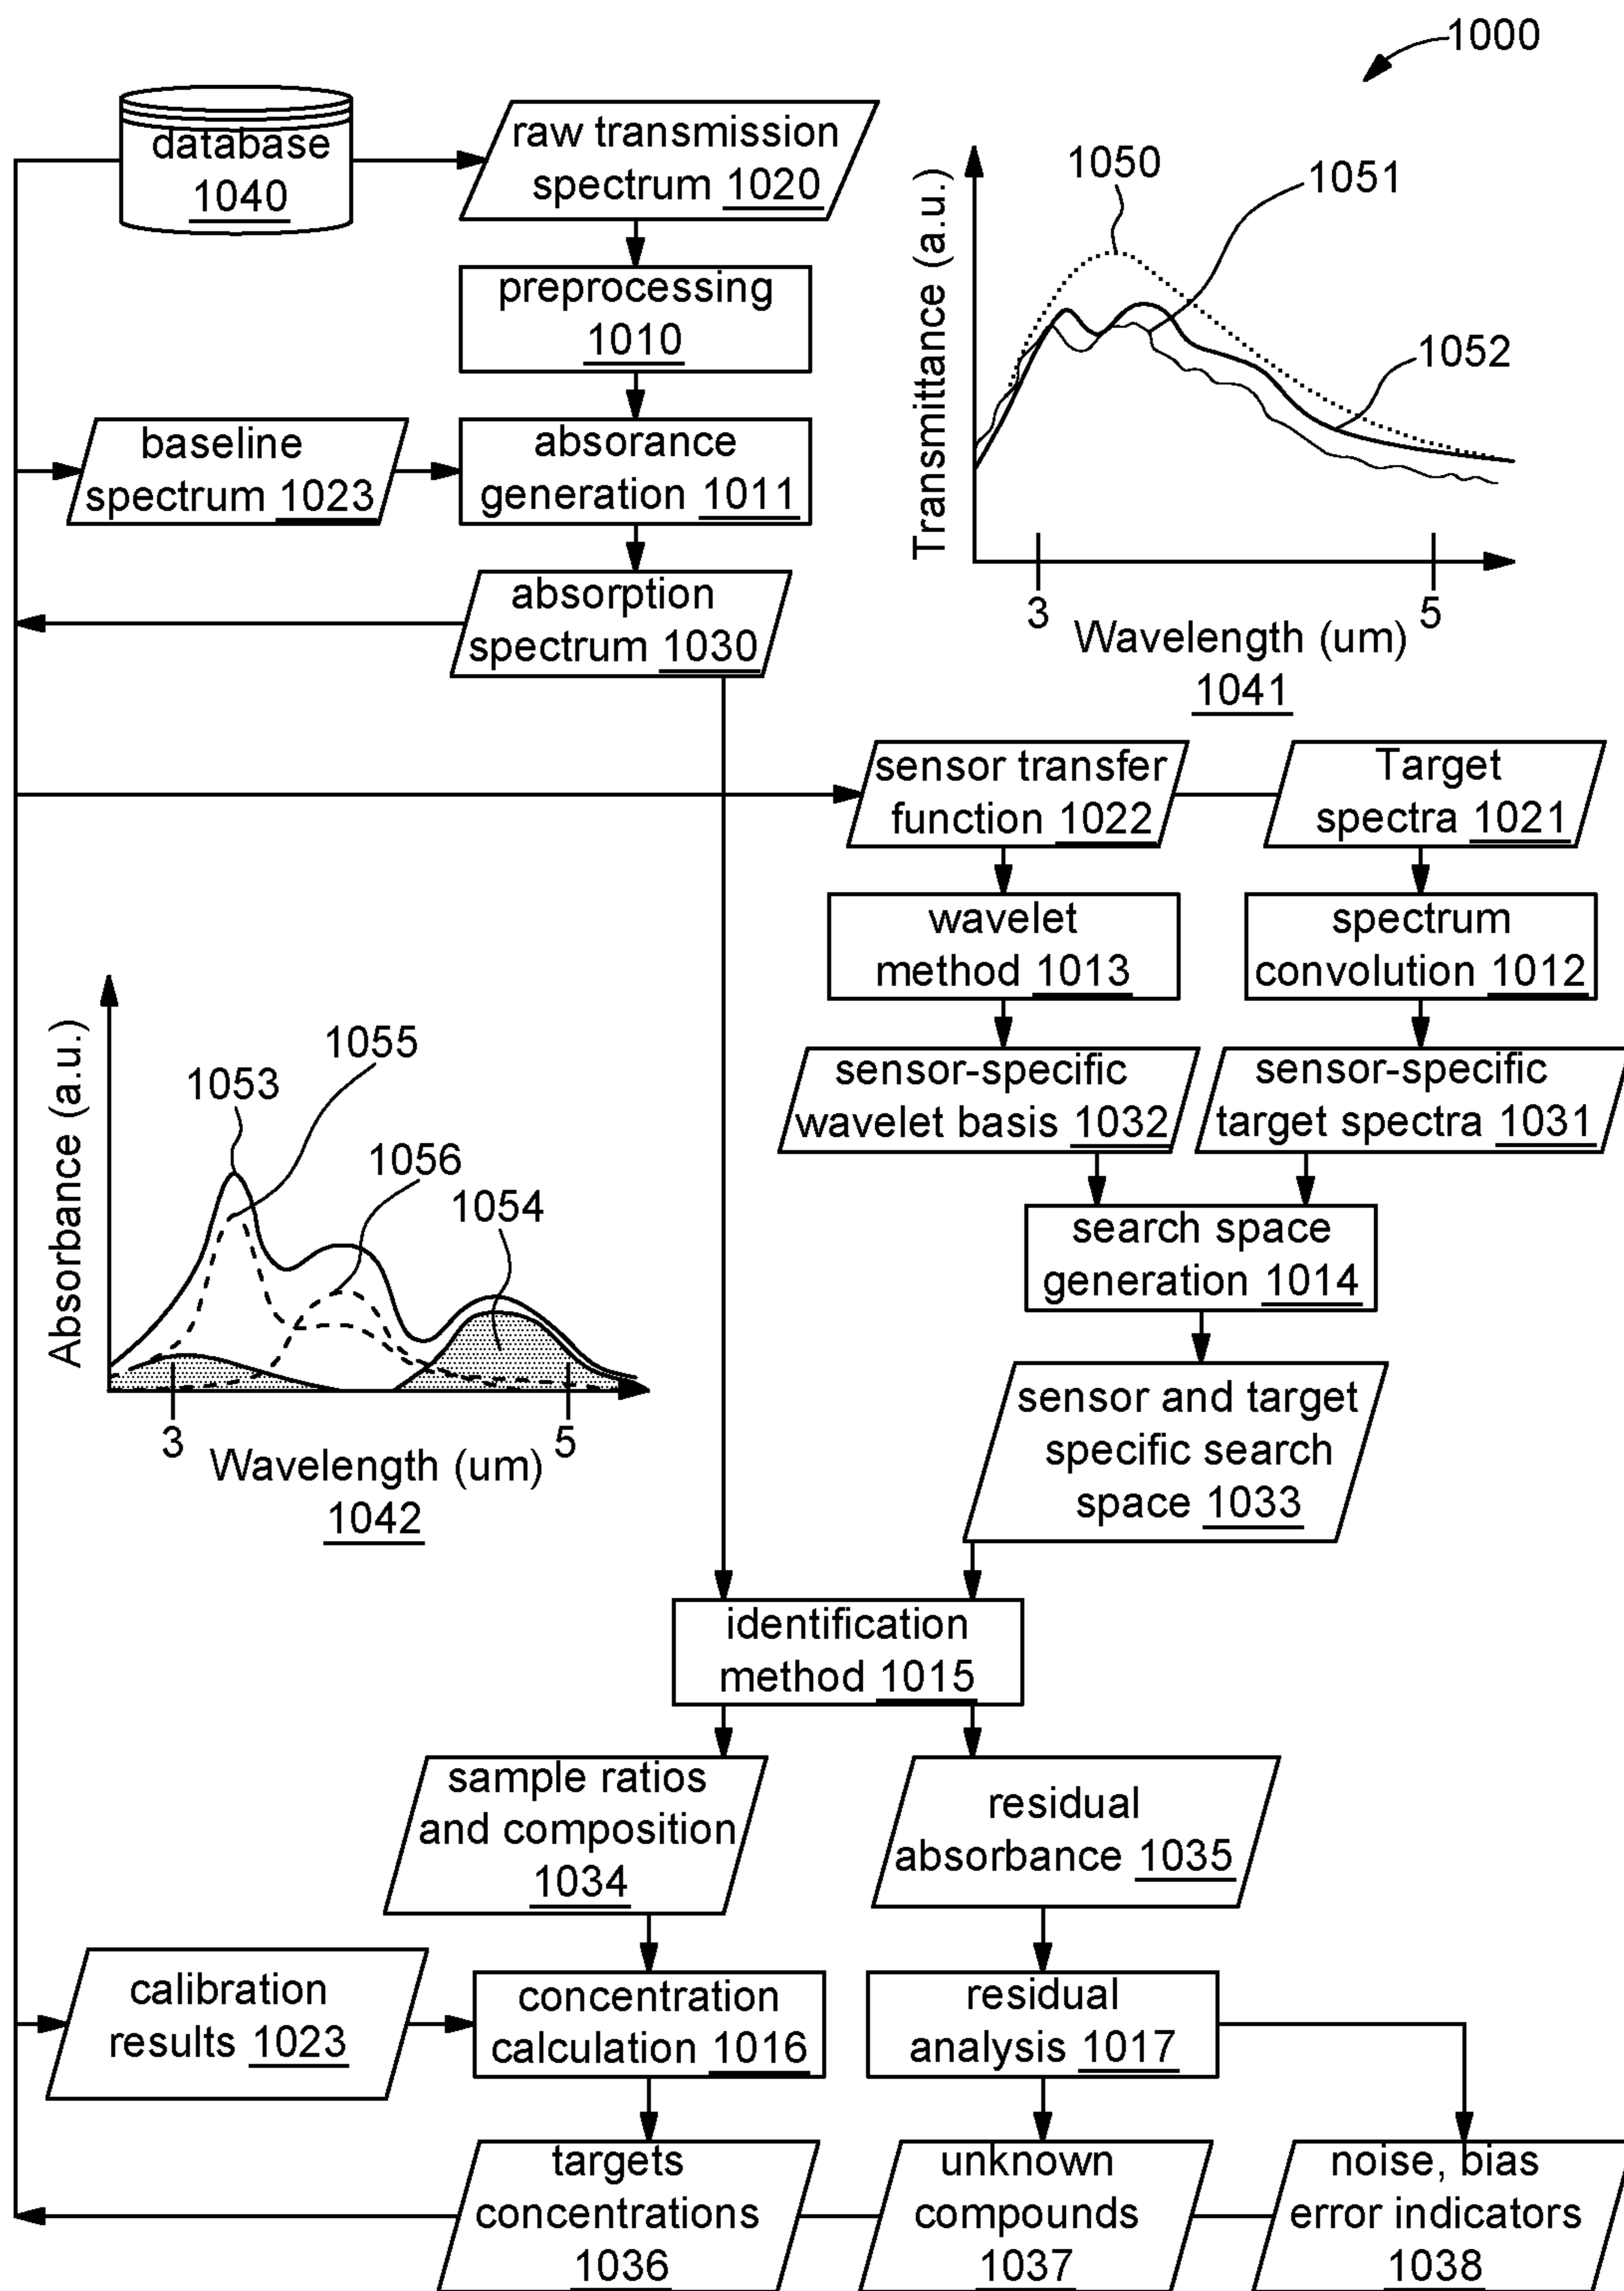 1000
database
1040
raw transmission
spectrum 1020
preprocessing
1010
baseline
spectrum 1023
absorance
generation 1011
absorption
spectrum 1030
Transmittance (a.u.)
1050
1051
1052
3
5
Wavelength (um)
1041
sensor transfer
function 1022
Target
spectra 1021
wavelet
method 1013
spectrum
convolution 1012
sensor-specific
wavelet basis 1032
sensor-specific
target spectra 1031
search space
generation 1014
sensor and target
specific search
space 1033
Absorbance (a.u.)
1053
1055
1056
1054
3
5
Wavelength (um)
1042
identification
method 1015
sample ratios
and composition
1034
residual
absorbance 1035
calibration
results 1023
concentration
calculation 1016
residual
analysis 1017
targets
concentrations
1036
unknown
compounds
1037
noise, bias
error indicators
1038